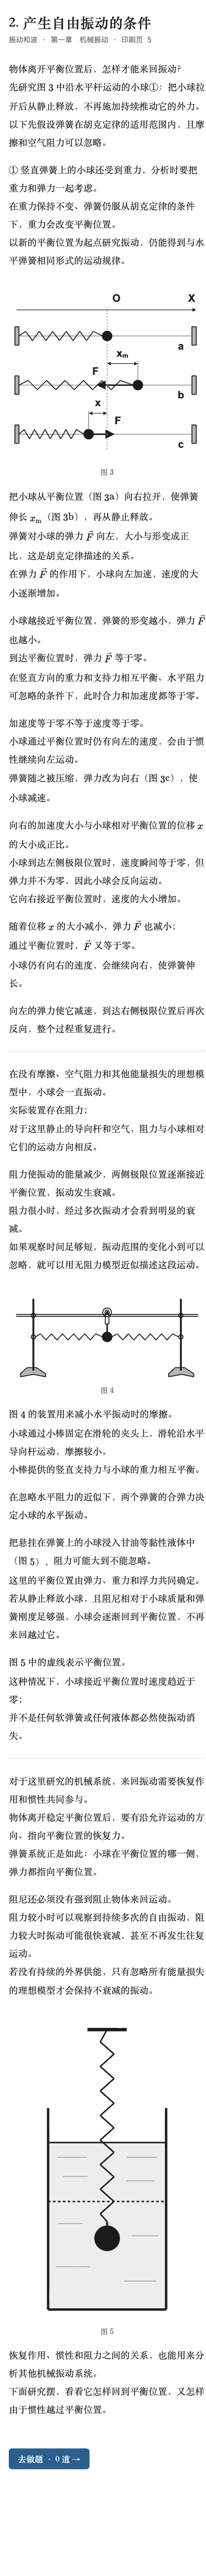 2. 产生自由振动的条件
振动和波 · 第一章　机械振动 · 印刷页 5
物体离开平衡位置后，怎样才能来回振动？
先研究图 3 中沿水平杆运动的小球①：把小球拉
开后从静止释放，不再施加持续推动它的外力。
以下先假设弹簧在胡克定律的适用范围内，且摩
擦和空气阻力可以忽略。
① 竖直弹簧上的小球还受到重力，分析时要把
重力和弹力一起考虑。
在重力保持不变、弹簧仍服从胡克定律的条件
下，重力会改变平衡位置。
以新的平衡位置为起点研究振动，仍能得到与水
平弹簧相同形式的运动规律。
O
X
a
xm
F
b
x
F
c
图 3
把小球从平衡位置（图 3a）向右拉开，使弹簧
伸长 xm（图 3b），再从静止释放。
弹簧对小球的弹力 F⃗ 向左，大小与形变成正
比，这是胡克定律描述的关系。
在弹力 F⃗ 的作用下，小球向左加速，速度的大
小逐渐增加。
小球越接近平衡位置，弹簧的形变越小，弹力 F⃗
也越小。
到达平衡位置时，弹力 F⃗ 等于零。
在竖直方向的重力和支持力相互平衡、水平阻力
可忽略的条件下，此时合力和加速度都等于零。
加速度等于零不等于速度等于零。
小球通过平衡位置时仍有向左的速度，会由于惯
性继续向左运动。
弹簧随之被压缩，弹力改为向右（图 3c），使
小球减速。
向右的加速度大小与小球相对平衡位置的位移 x
的大小成正比。
小球到达左侧极限位置时，速度瞬间等于零，但
弹力并不为零，因此小球会反向运动。
它向右接近平衡位置时，速度的大小增加。
随着位移 x 的大小减小，弹力 F⃗ 也减小；
通过平衡位置时，F⃗ 又等于零。
小球仍有向右的速度，会继续向右，使弹簧伸
长。
向左的弹力使它减速，到达右侧极限位置后再次
反向，整个过程重复进行。
在没有摩擦、空气阻力和其他能量损失的理想模
型中，小球会一直振动。
实际装置存在阻力；
对于这里静止的导向杆和空气，阻力与小球相对
它们的运动方向相反。
阻力使振动的能量减少，两侧极限位置逐渐接近
平衡位置，振动发生衰减。
阻力很小时，经过多次振动才会看到明显的衰
减。
如果观察时间足够短，振动范围的变化小到可以
忽略，就可以用无阻力模型近似描述这段运动。
图 4
图 4 的装置用来减小水平振动时的摩擦。
小球通过小棒固定在滑轮的夹头上，滑轮沿水平
导向杆运动，摩擦较小。
小棒提供的竖直支持力与小球的重力相互平衡。
在忽略水平阻力的近似下，两个弹簧的合弹力决
定小球的水平振动。
把悬挂在弹簧上的小球浸入甘油等黏性液体中
（图 5），阻力可能大到不能忽略。
这里的平衡位置由弹力、重力和浮力共同确定。
若从静止释放小球，且阻尼相对于小球质量和弹
簧刚度足够强，小球会逐渐回到平衡位置，不再
来回越过它。
图 5 中的虚线表示平衡位置。
这种情况下，小球接近平衡位置时速度趋近于
零；
并不是任何软弹簧或任何液体都必然使振动消
失。
对于这里研究的机械系统，来回振动需要恢复作
用和惯性共同参与。
物体离开稳定平衡位置后，要有沿允许运动的方
向、指向平衡位置的恢复力。
弹簧系统正是如此：小球在平衡位置的哪一侧，
弹力都指向平衡位置。
阻尼还必须没有强到阻止物体来回运动。
阻力较小时可以观察到持续多次的自由振动，阻
力较大时振动可能很快衰减，甚至不再发生往复
运动。
若没有持续的外界供能，只有忽略所有能量损失
的理想模型才会保持不衰减的振动。
图 5
恢复作用、惯性和阻力之间的关系，也能用来分
析其他机械振动系统。
下面研究摆，看看它怎样回到平衡位置，又怎样
由于惯性越过平衡位置。
去做题 · 0 道 →